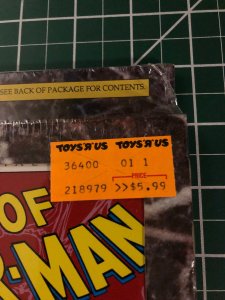 SEE BACK OF PACKAGE FOR CONTENTS.
TOYS"R"US TOYS"R"US
36400 01 1
PRICE
218979 >>$5.99
OF
R-MAN